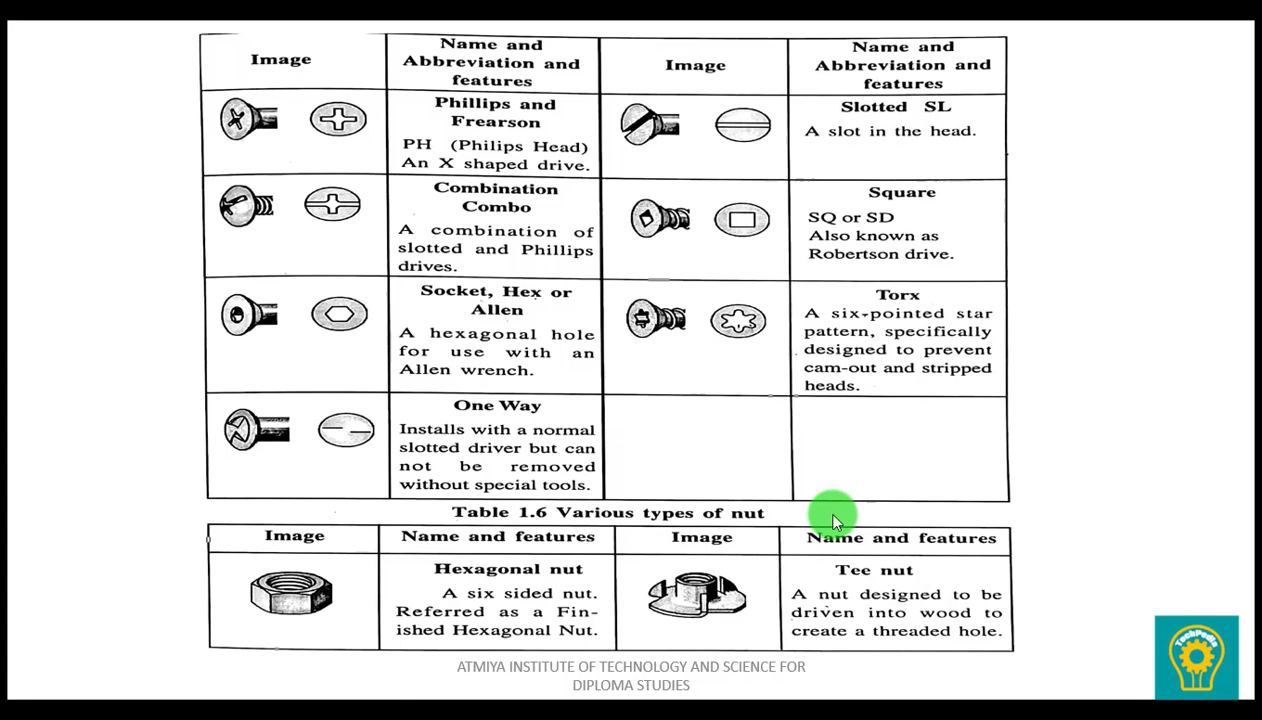 Image
Name and
Abbreviation and
features
Image
Name and
Abbreviation and
features
Phillips and
Frearson
PH (Philips Head)
An X shaped drive.
Slotted SL
A slot in the head.
Combination
Combo
A combination of
slotted and Phillips
drives.
Square
SQ or SD
Also known as
Robertson drive.
Socket, Hex or
Allen
A hexagonal hole
for use with an
Allen wrench.
Torx
A six-pointed star
pattern, specifically
designed to prevent
cam-out and stripped
heads.
One Way
Installs with a normal
slotted driver but can
not be removed
without special tools.
Table 1.6 Various types of nut
Image
Name and features
Image
Name and features
Hexagonal nut
A six sided nut.
Referred as a Fin-
ished Hexagonal Nut.
Tee nut
A nut designed to be
driven into wood to
create a threaded hole.
ATMIYA INSTITUTE OF TECHNOLOGY AND SCIENCE FOR
DIPLOMA STUDIES
TechPedia